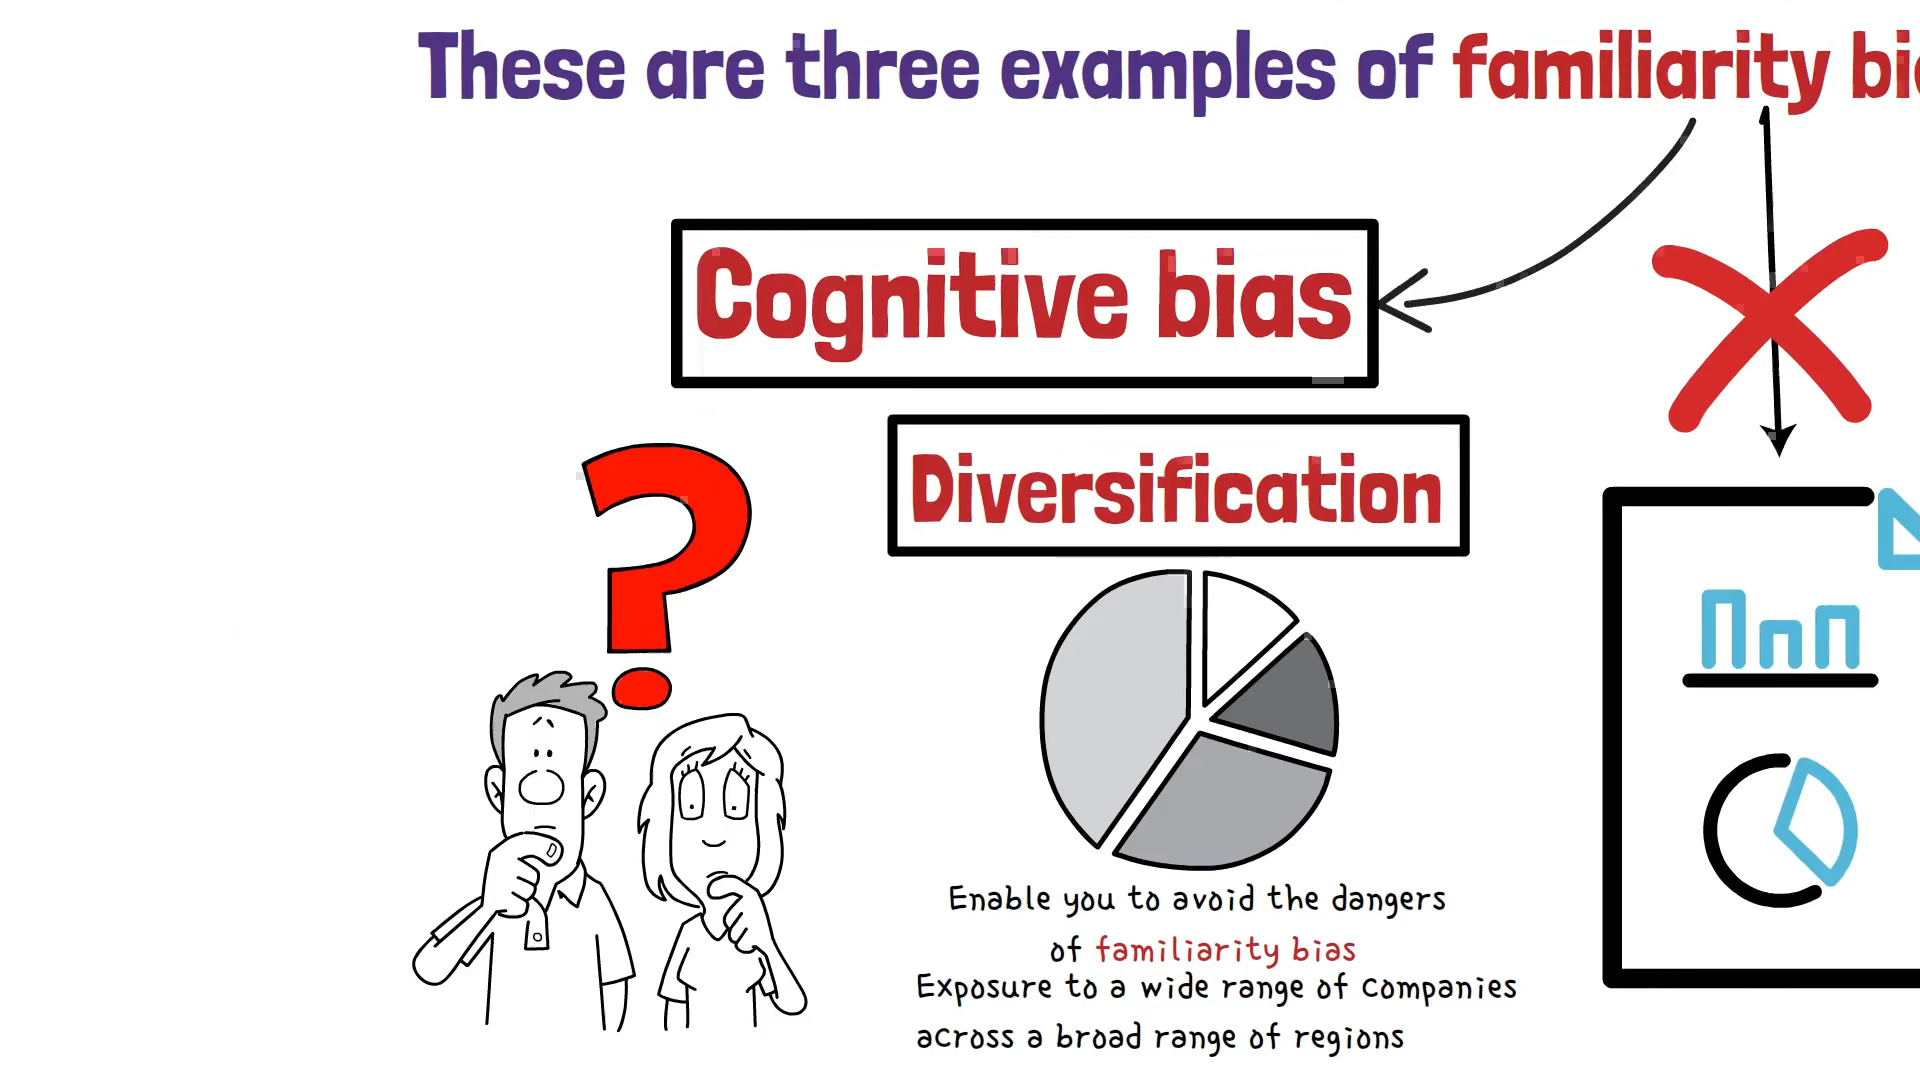 These are three examples of familiarity
Cognitive bias
Diversification
Enable you to avoid the dangers
of familiarity bias
Exposure to a wide range of companies
across a broad range of regions